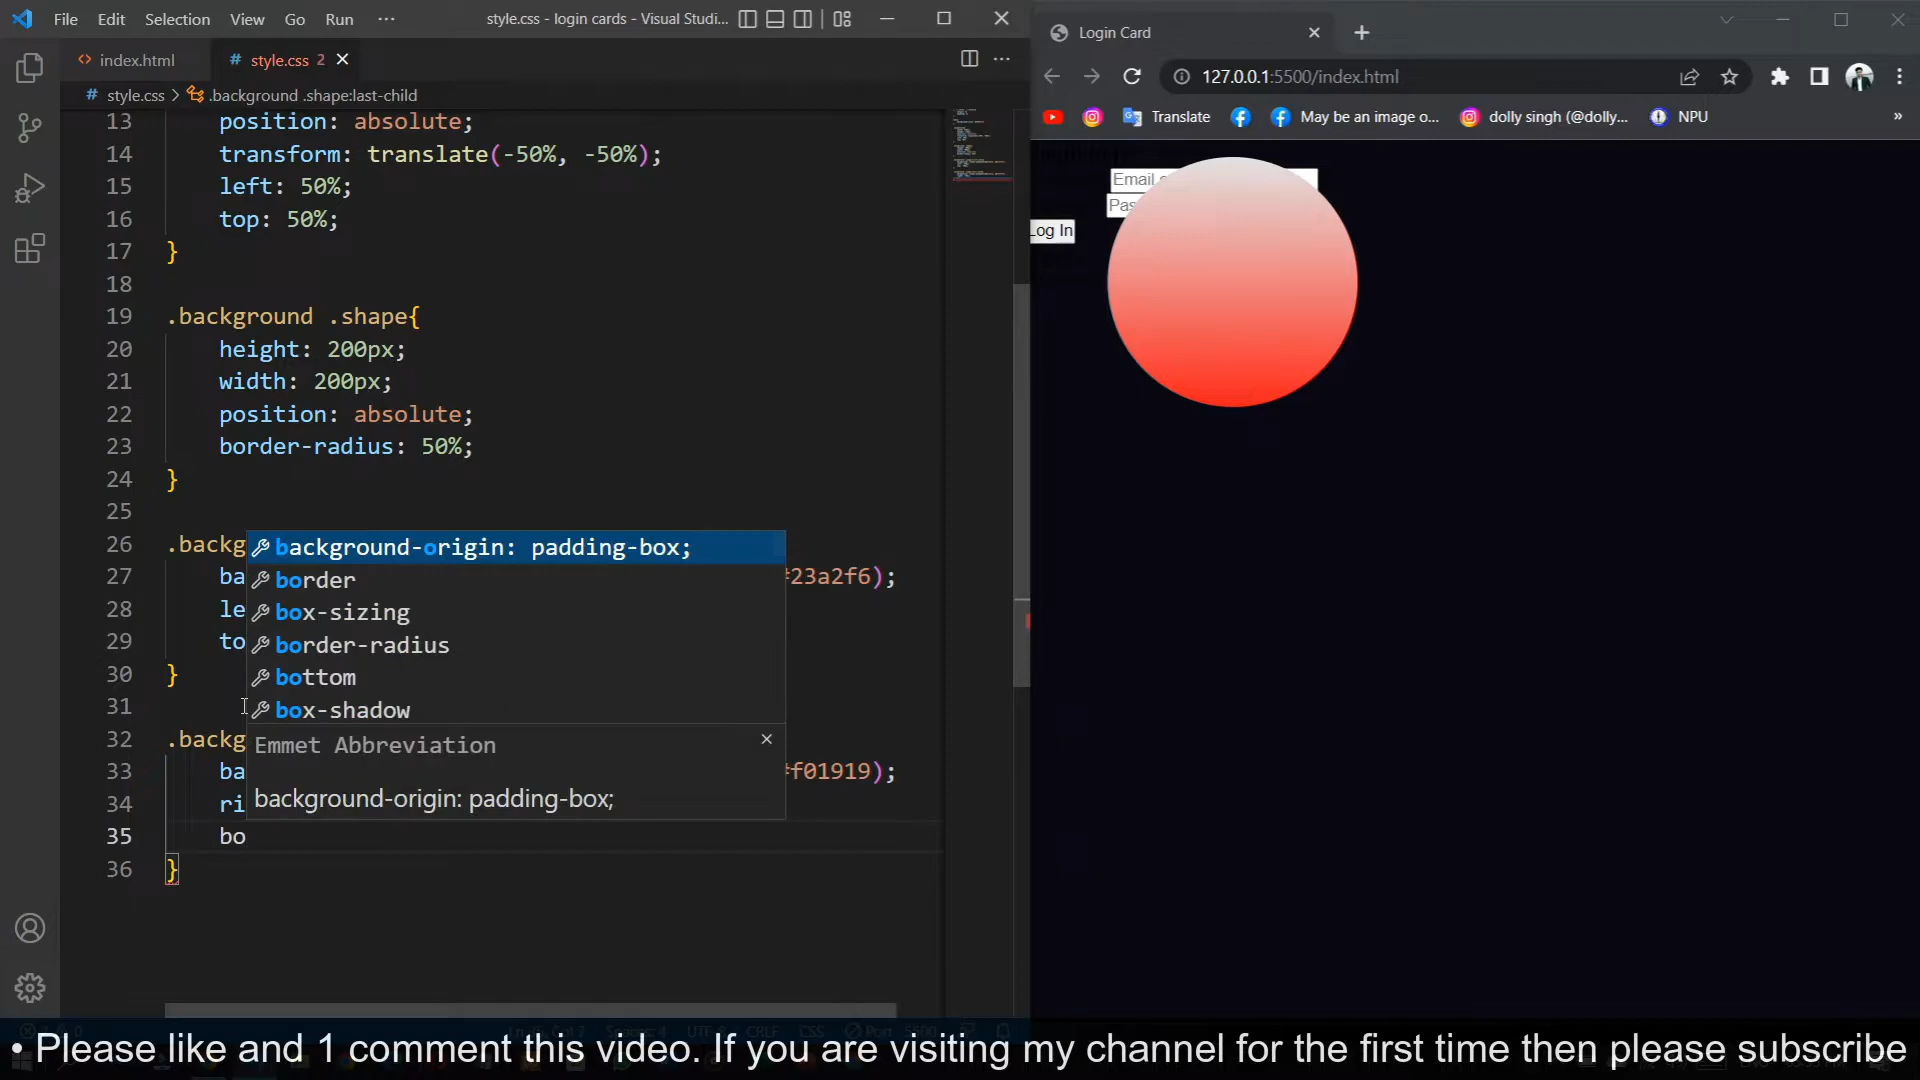 File Edit Selection View Go Run ··· style.css - login cards - Visual Studi...
index.html # style.css 2
# style.css > .background .shape:last-child
13 position: absolute;
14 transform: translate(-50%, -50%);
15 left: 50%;
16 top: 50%;
17 }
18
19 .background .shape{
20 height: 200px;
21 width: 200px;
22 position: absolute;
23 border-radius: 50%;
24 }
25
26 .backg
27 ba #23a2f6);
28 le
29 to
30 }
31
32 .backg
33 ba #f01919);
34 ri
35 bo
36 }
background-origin: padding-box;
border
box-sizing
border-radius
bottom
box-shadow
Emmet Abbreviation
background-origin: padding-box;
Login Card
127.0.0.1:5500/index.html
Translate May be an image o... dolly singh (@dolly... NPU »
Email
Pas
Log In
• Please like and 1 comment this video. If you are visiting my channel for the first time then please subscribe